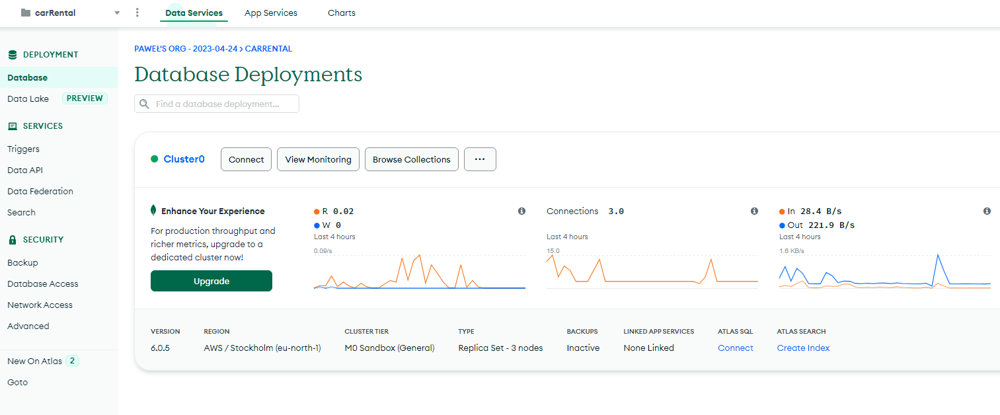 carRental
Data Services
App Services
Charts
DEPLOYMENT
Database
Data Lake PREVIEW
SERVICES
Triggers
Data API
Data Federation
Search
SECURITY
Backup
Database Access
Network Access
Advanced
New On Atlas 2
Goto
PAWEŁ'S ORG - 2023-04-24 > CARRENTAL
Database Deployments
Find a database deployment...
Cluster0 Connect View Monitoring Browse Collections ...
Enhance Your Experience
For production throughput and
richer metrics, upgrade to a
dedicated cluster now!
Upgrade
R 0.02
W 0
Last 4 hours
0.09/s
Connections 3.0
Last 4 hours
15.0
In 28.4 B/s
Out 221.9 B/s
Last 4 hours
1.6 KB/s
VERSION
6.0.5
REGION
AWS / Stockholm (eu-north-1)
CLUSTER TIER
M0 Sandbox (General)
TYPE
Replica Set - 3 nodes
BACKUPS
Inactive
LINKED APP SERVICES
None Linked
ATLAS SQL
Connect
ATLAS SEARCH
Create Index